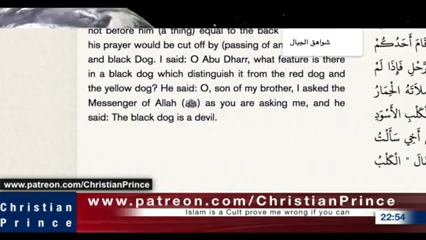 not before him (a thing) equal to the back
his prayer would be cut off by (passing of an
and black Dog. I said: O Abu Dharr, what feature is there
in a black dog which distinguish it from the red dog and
the yellow dog? He said: O, son of my brother, I asked the
Messenger of Allah (ﷺ) as you are asking me, and he
said: The black dog is a devil.
شواهق الجبال
قَامَ أَحَدُكُمْ
الرَّحْلِ فَإِذَا لَمْ
صَلاَتَهُ الْحِمَارُ
الْكَلْبِ الأَسْوَدِ
أَخِي سَأَلْتُ
الْكَلْبُ
www.patreon.com/ChristianPrince
www.patreon.com/ChristianPrince
Christian
Prince
Islam is a Cult prove me wrong if you can
22:54